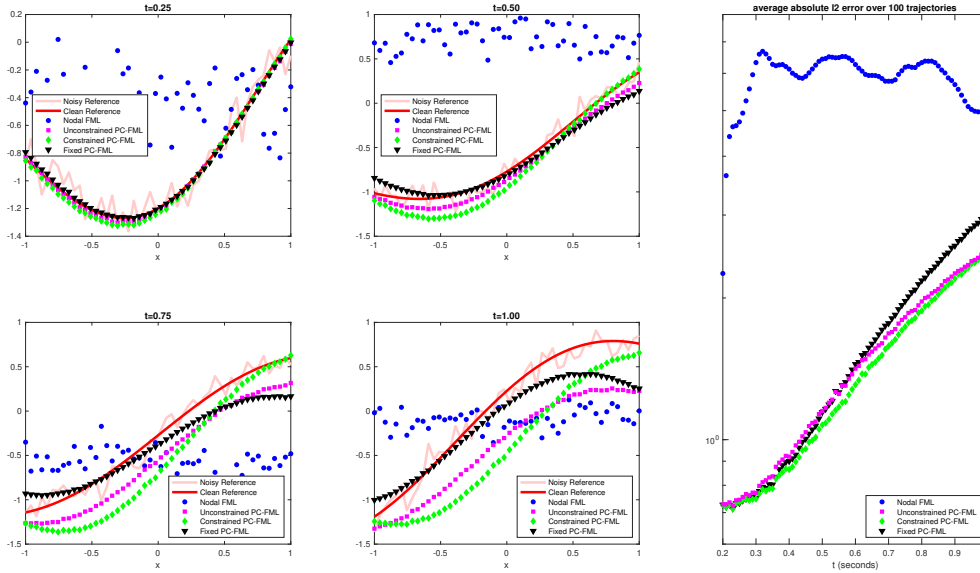 t=0.25
0.2
0
-0.2
-0.4
-0.6
-0.8
-1
-1.2
-1.4
-1
-0.5
0
0.5
1
x
Noisy Reference
Clean Reference
Nodal FML
Unconstrained PC-FML
Constrained PC-FML
Fixed PC-FML
t=0.50
1
0.5
0
-0.5
-1
-1.5
-1
-0.5
0
0.5
1
x
Noisy Reference
Clean Reference
Nodal FML
Unconstrained PC-FML
Constrained PC-FML
Fixed PC-FML
t=0.75
1
0.5
0
-0.5
-1
-1.5
-1
-0.5
0
0.5
1
x
Noisy Reference
Clean Reference
Nodal FML
Unconstrained PC-FML
Constrained PC-FML
Fixed PC-FML
t=1.00
1
0.5
0
-0.5
-1
-1.5
-1
-0.5
0
0.5
1
x
Noisy Reference
Clean Reference
Nodal FML
Unconstrained PC-FML
Constrained PC-FML
Fixed PC-FML
average absolute l2 error over 100 trajectories
10⁰
Nodal FML
Unconstrained PC-FML
Constrained PC-FML
Fixed PC-FML
0.2 0.3 0.4 0.5 0.6 0.7 0.8 0.9
t (seconds)